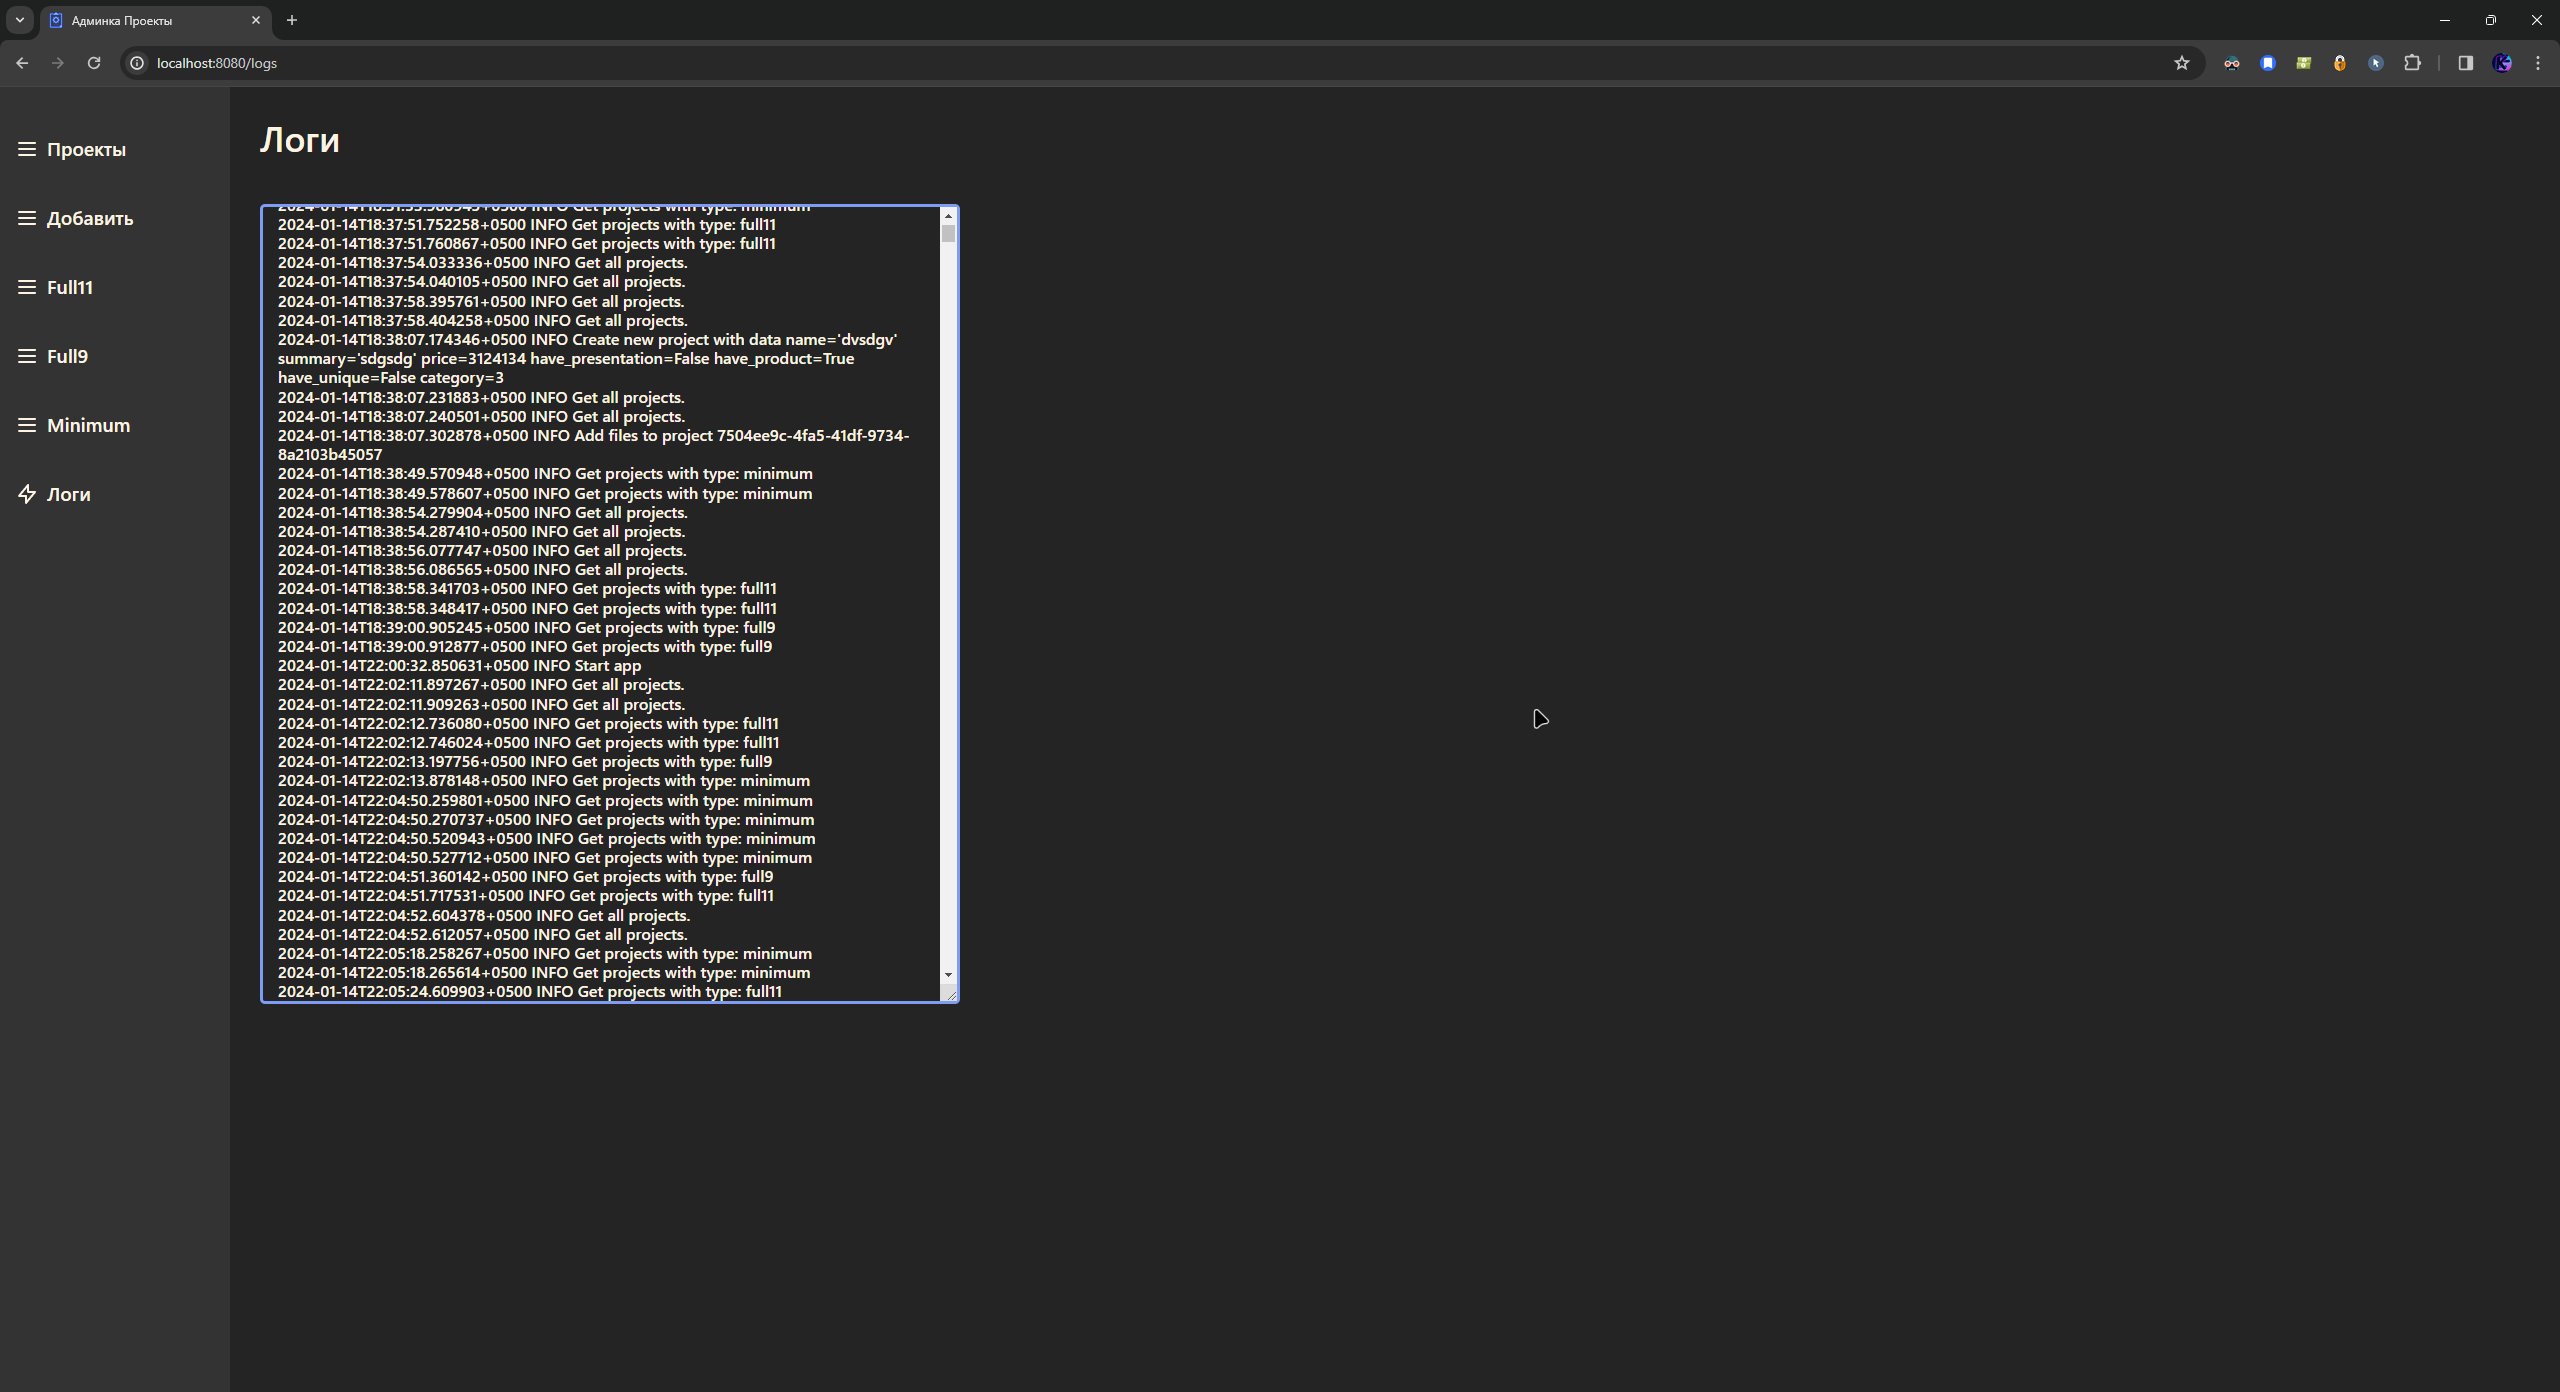 Админка Проекты
localhost:8080/logs
Проекты
Добавить
Full11
Full9
Minimum
Логи
Логи
INFO Get projects with type: minimum
2024-01-14T18:37:51.752258+0500 INFO Get projects with type: full11
2024-01-14T18:37:51.760867+0500 INFO Get projects with type: full11
2024-01-14T18:37:54.033336+0500 INFO Get all projects.
2024-01-14T18:37:54.040105+0500 INFO Get all projects.
2024-01-14T18:37:58.395761+0500 INFO Get all projects.
2024-01-14T18:37:58.404258+0500 INFO Get all projects.
2024-01-14T18:38:07.174346+0500 INFO Create new project with data name='dvsdgv'
summary='sdgsdg' price=3124134 have_presentation=False have_product=True
have_unique=False category=3
2024-01-14T18:38:07.231883+0500 INFO Get all projects.
2024-01-14T18:38:07.240501+0500 INFO Get all projects.
2024-01-14T18:38:07.302878+0500 INFO Add files to project 7504ee9c-4fa5-41df-9734-
8a2103b45057
2024-01-14T18:38:49.570948+0500 INFO Get projects with type: minimum
2024-01-14T18:38:49.578607+0500 INFO Get projects with type: minimum
2024-01-14T18:38:54.279904+0500 INFO Get all projects.
2024-01-14T18:38:54.287410+0500 INFO Get all projects.
2024-01-14T18:38:56.077747+0500 INFO Get all projects.
2024-01-14T18:38:56.086565+0500 INFO Get all projects.
2024-01-14T18:38:58.341703+0500 INFO Get projects with type: full11
2024-01-14T18:38:58.348417+0500 INFO Get projects with type: full11
2024-01-14T18:39:00.905245+0500 INFO Get projects with type: full9
2024-01-14T18:39:00.912877+0500 INFO Get projects with type: full9
2024-01-14T22:00:32.850631+0500 INFO Start app
2024-01-14T22:02:11.897267+0500 INFO Get all projects.
2024-01-14T22:02:11.909263+0500 INFO Get all projects.
2024-01-14T22:02:12.736080+0500 INFO Get projects with type: full11
2024-01-14T22:02:12.746024+0500 INFO Get projects with type: full11
2024-01-14T22:02:13.197756+0500 INFO Get projects with type: full9
2024-01-14T22:02:13.878148+0500 INFO Get projects with type: minimum
2024-01-14T22:04:50.259801+0500 INFO Get projects with type: minimum
2024-01-14T22:04:50.270737+0500 INFO Get projects with type: minimum
2024-01-14T22:04:50.520943+0500 INFO Get projects with type: minimum
2024-01-14T22:04:50.527712+0500 INFO Get projects with type: minimum
2024-01-14T22:04:51.360142+0500 INFO Get projects with type: full9
2024-01-14T22:04:51.717531+0500 INFO Get projects with type: full11
2024-01-14T22:04:52.604378+0500 INFO Get all projects.
2024-01-14T22:04:52.612057+0500 INFO Get all projects.
2024-01-14T22:05:18.258267+0500 INFO Get projects with type: minimum
2024-01-14T22:05:18.265614+0500 INFO Get projects with type: minimum
2024-01-14T22:05:24.609903+0500 INFO Get projects with type: full11